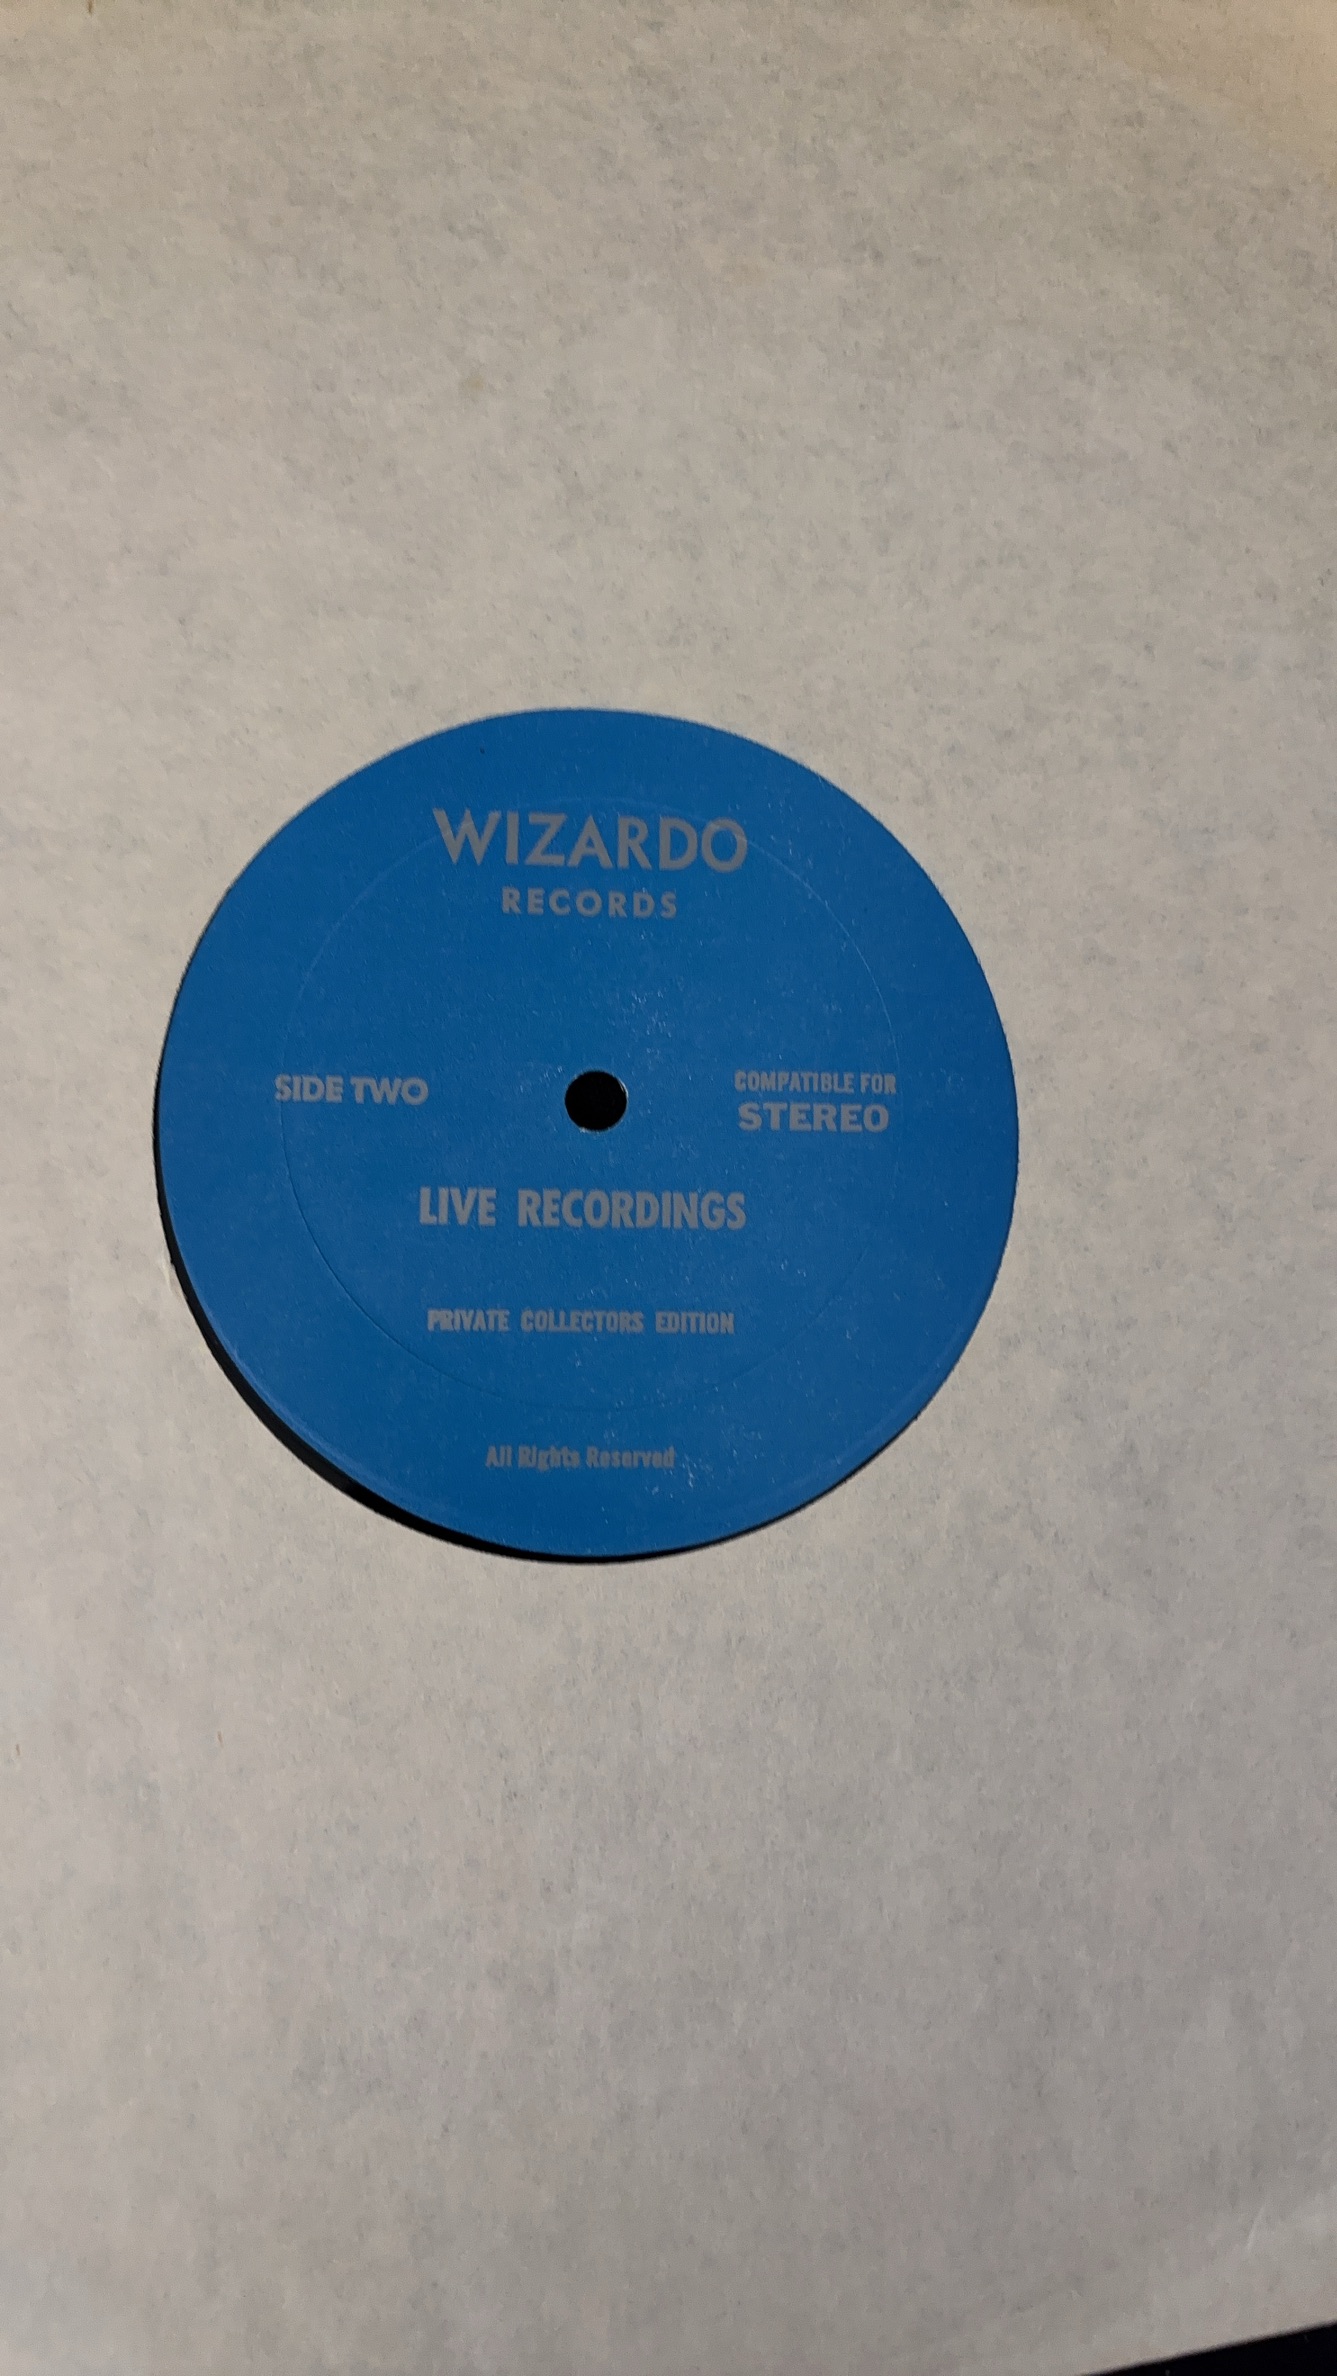 WIZARDO
RECORDS
SIDE TWO
COMPATIBLE FOR
STEREO
LIVE RECORDINGS
PRIVATE COLLECTORS EDITION
All Rights Reserved